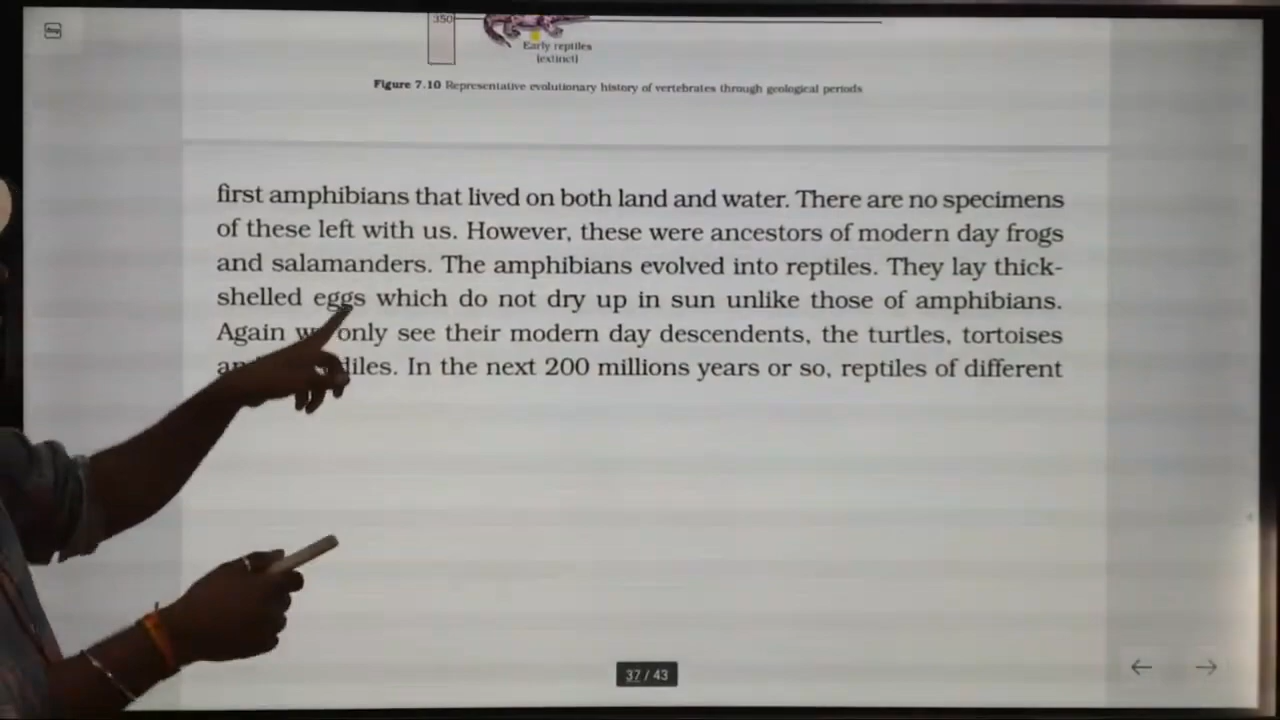 350
Early reptiles
(extinct)
Figure 7.10 Representative evolutionary history of vertebrates through geological periods
first amphibians that lived on both land and water. There are no specimens
of these left with us. However, these were ancestors of modern day frogs
and salamanders. The amphibians evolved into reptiles. They lay thick-
shelled eggs which do not dry up in sun unlike those of amphibians.
Again only see their modern day descendents, the turtles, tortoises
In the next 200 millions years or so, reptiles of different
37 / 43